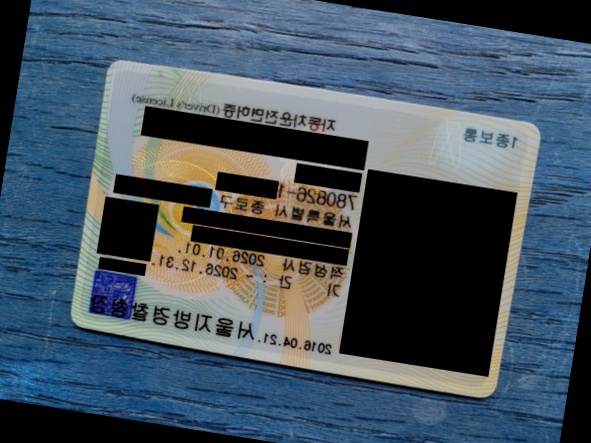 1종보통
자동차운전면허증 (Driver's License)
780826-1
서울특별시 종로구
적성검사 2026.01.01.
기 간 : ~ 2026.12.31.
2016.04.21.
서울지방경찰청장